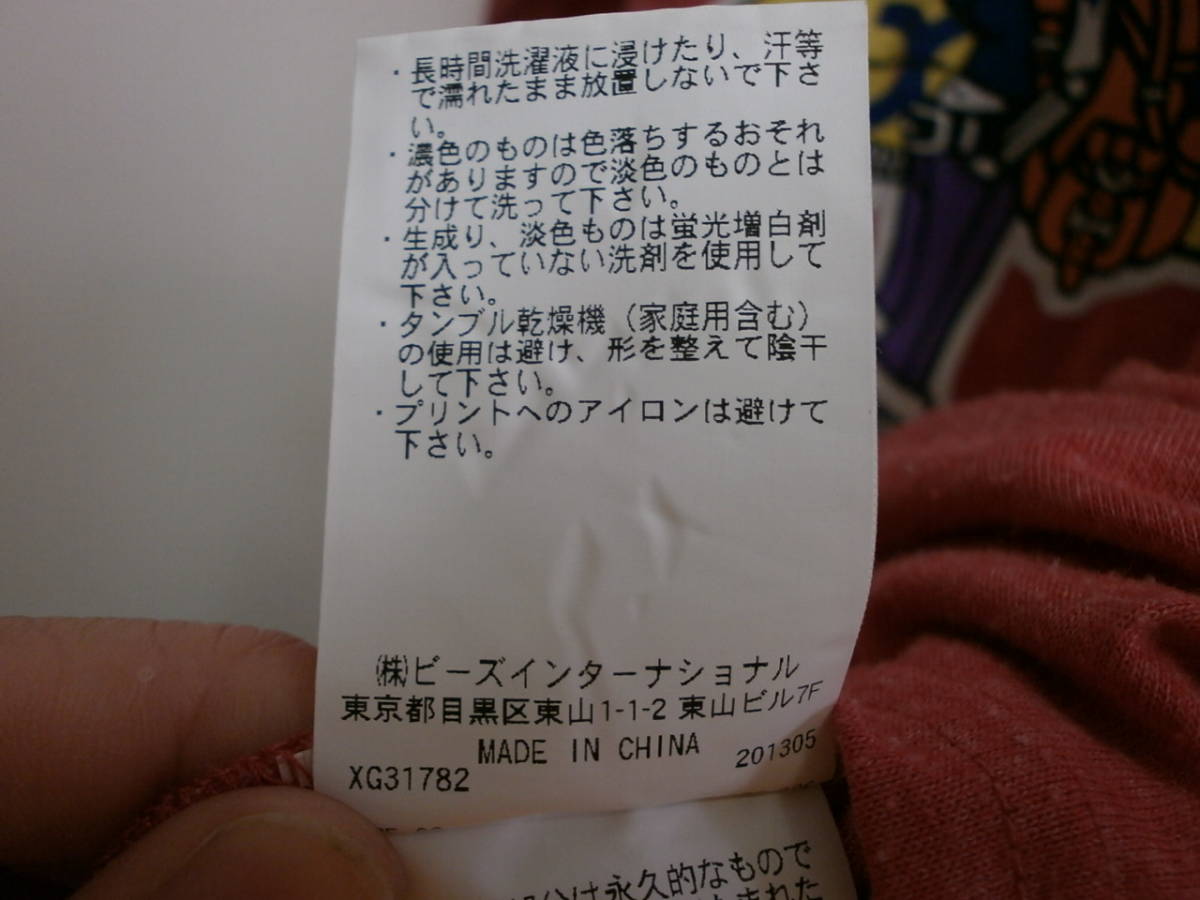 ・長時間洗濯液に浸けたり、汗等
で濡れたまま放置しないで下さ
い。
・濃色のものは色落ちするおそれ
がありますので淡色のものとは
分けて洗って下さい。
・生成り、淡色ものは蛍光増白剤
が入っていない洗剤を使用して
下さい。
・タンブル乾燥機（家庭用含む）
の使用は避け、形を整えて陰干
して下さい。
・プリントへのアイロンは避けて
下さい。
㈱ビーズインターナショナル
東京都目黒区東山1-1-2 東山ビル7F
MADE IN CHINA 201305
XG31782
は永久的なもので